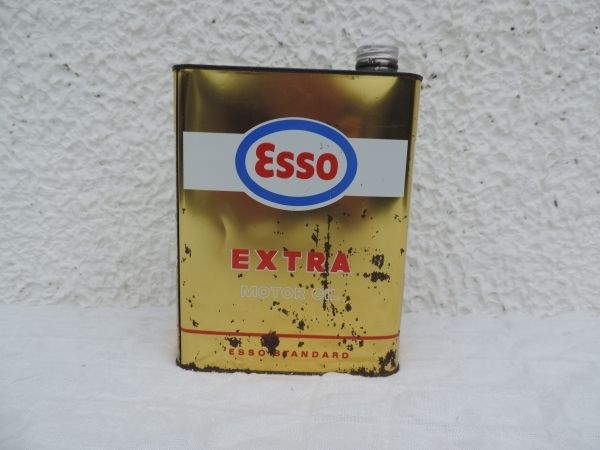 Esso
EXTRA
MOTOR OIL
ESSO STANDARD